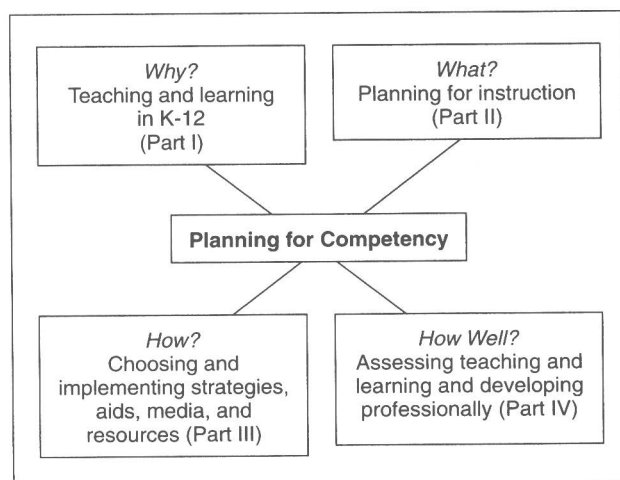 Why?
Teaching and learning
in K-12
(Part I)
What?
Planning for instruction
(Part II)
Planning for Competency
How?
Choosing and
implementing strategies,
aids, media, and
resources (Part III)
How Well?
Assessing teaching and
learning and developing
professionally (Part IV)